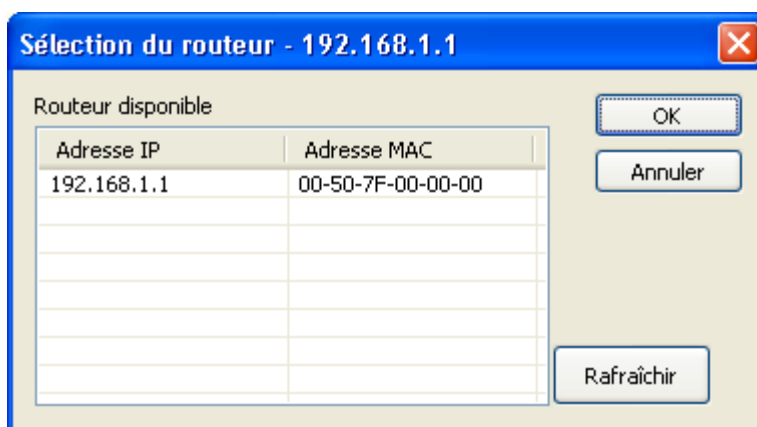 Sélection du routeur - 192.168.1.1
Routeur disponible
OK
Adresse IP Adresse MAC
Annuler
192.168.1.1 00-50-7F-00-00-00
Rafraîchir